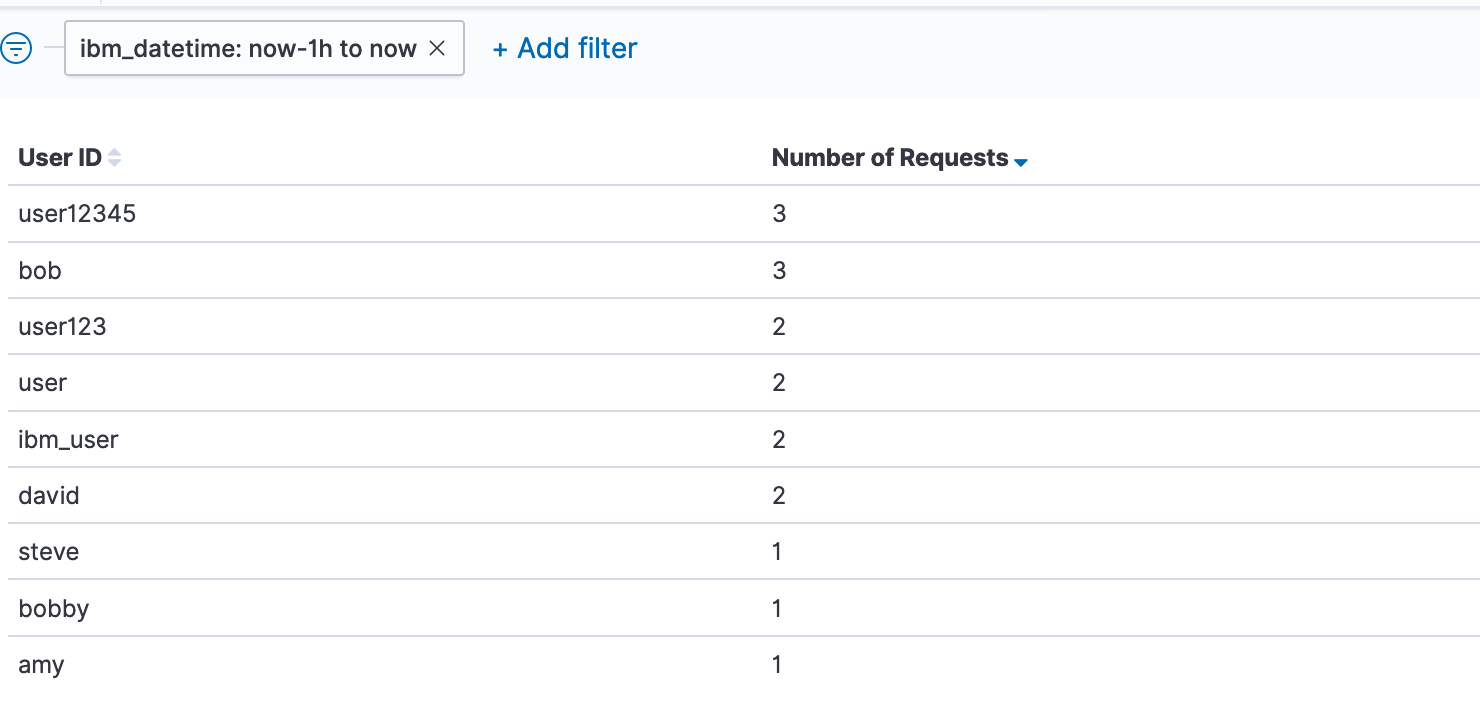 ibm_datetime: now-1h to now × + Add filter
User ID Number of Requests
user12345 3
bob 3
user123 2
user 2
ibm_user 2
david 2
steve 1
bobby 1
amy 1